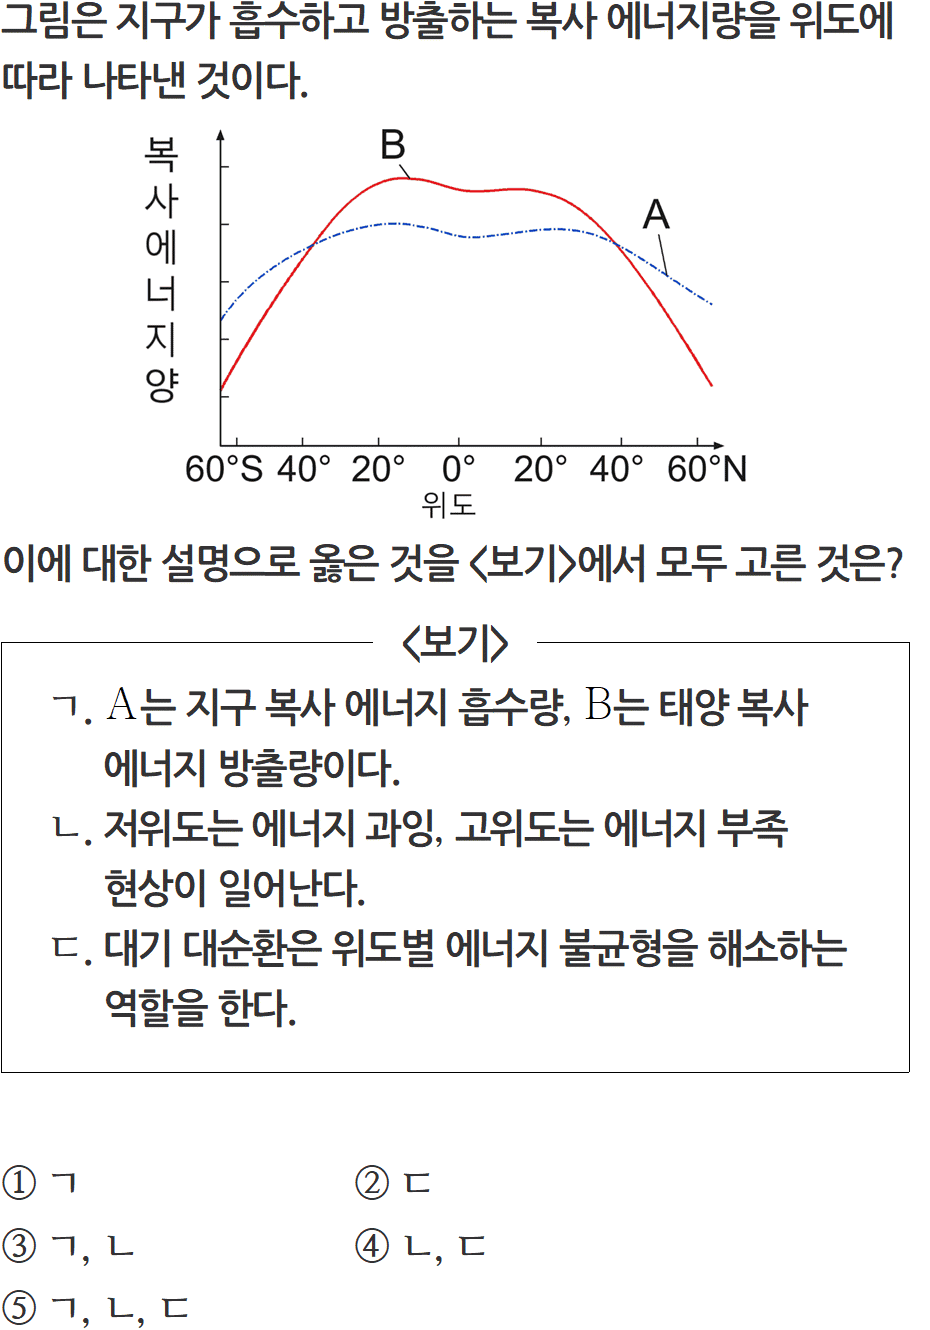 그림은 지구가 흡수하고 방출하는 복사 에너지량을 위도에
따라 나타낸 것이다.
복사에너지양
B
A
60°S 40° 20° 0° 20° 40° 60°N
위도
이에 대한 설명으로 옳은 것을 <보기>에서 모두 고른 것은?
<보기>
ㄱ. A는 지구 복사 에너지 흡수량, B는 태양 복사
에너지 방출량이다.
ㄴ. 저위도는 에너지 과잉, 고위도는 에너지 부족
현상이 일어난다.
ㄷ. 대기 대순환은 위도별 에너지 불균형을 해소하는
역할을 한다.
① ㄱ ② ㄷ
③ ㄱ, ㄴ ④ ㄴ, ㄷ
⑤ ㄱ, ㄴ, ㄷ